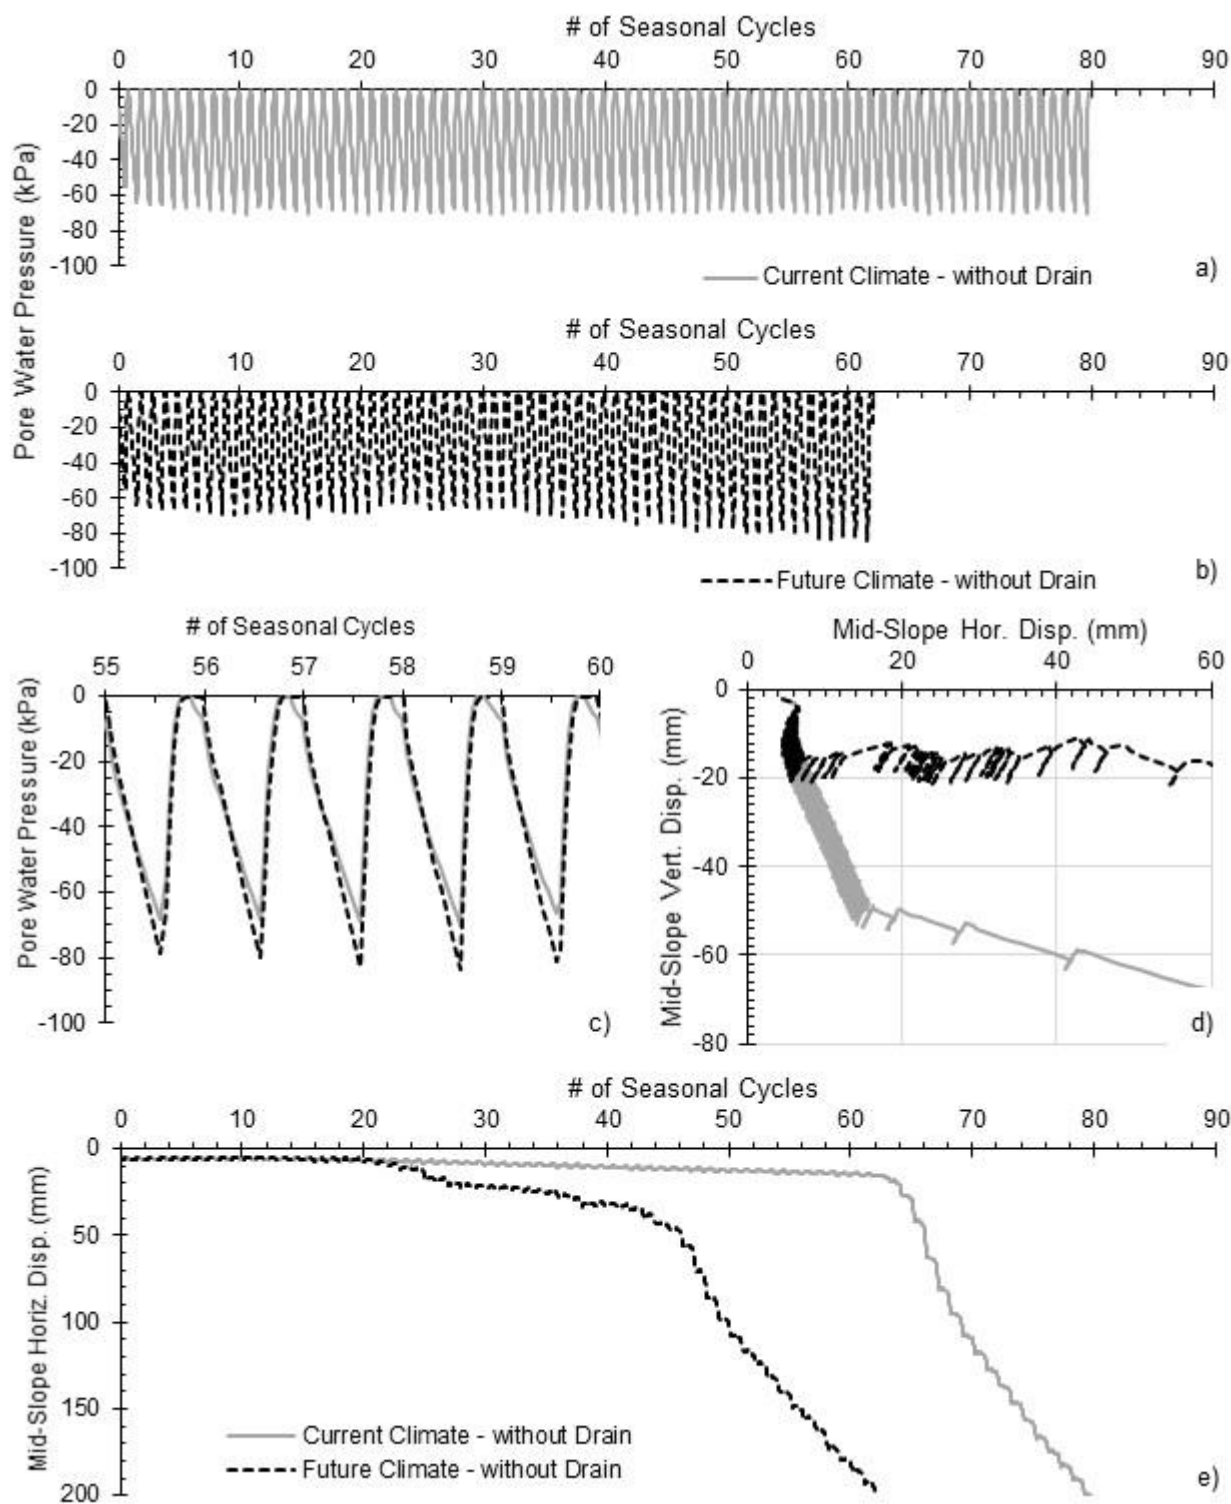 # of Seasonal Cycles
0 10 20 30 40 50 60 70 80 90
0
-20
-40
-60
-80
-100
Pore Water Pressure (kPa)
Current Climate - without Drain
a)
# of Seasonal Cycles
0 10 20 30 40 50 60 70 80 90
0
-20
-40
-60
-80
-100
Future Climate - without Drain
b)
# of Seasonal Cycles
55 56 57 58 59 60
0
-20
-40
-60
-80
-100
Pore Water Pressure (kPa)
c)
Mid-Slope Hor. Disp. (mm)
0 20 40 60
0
-20
-40
-60
-80
Mid-Slope Vert. Disp. (mm)
d)
# of Seasonal Cycles
0 10 20 30 40 50 60 70 80 90
0
50
100
150
200
Mid-Slope Horiz. Disp. (mm)
Current Climate - without Drain
Future Climate - without Drain
e)